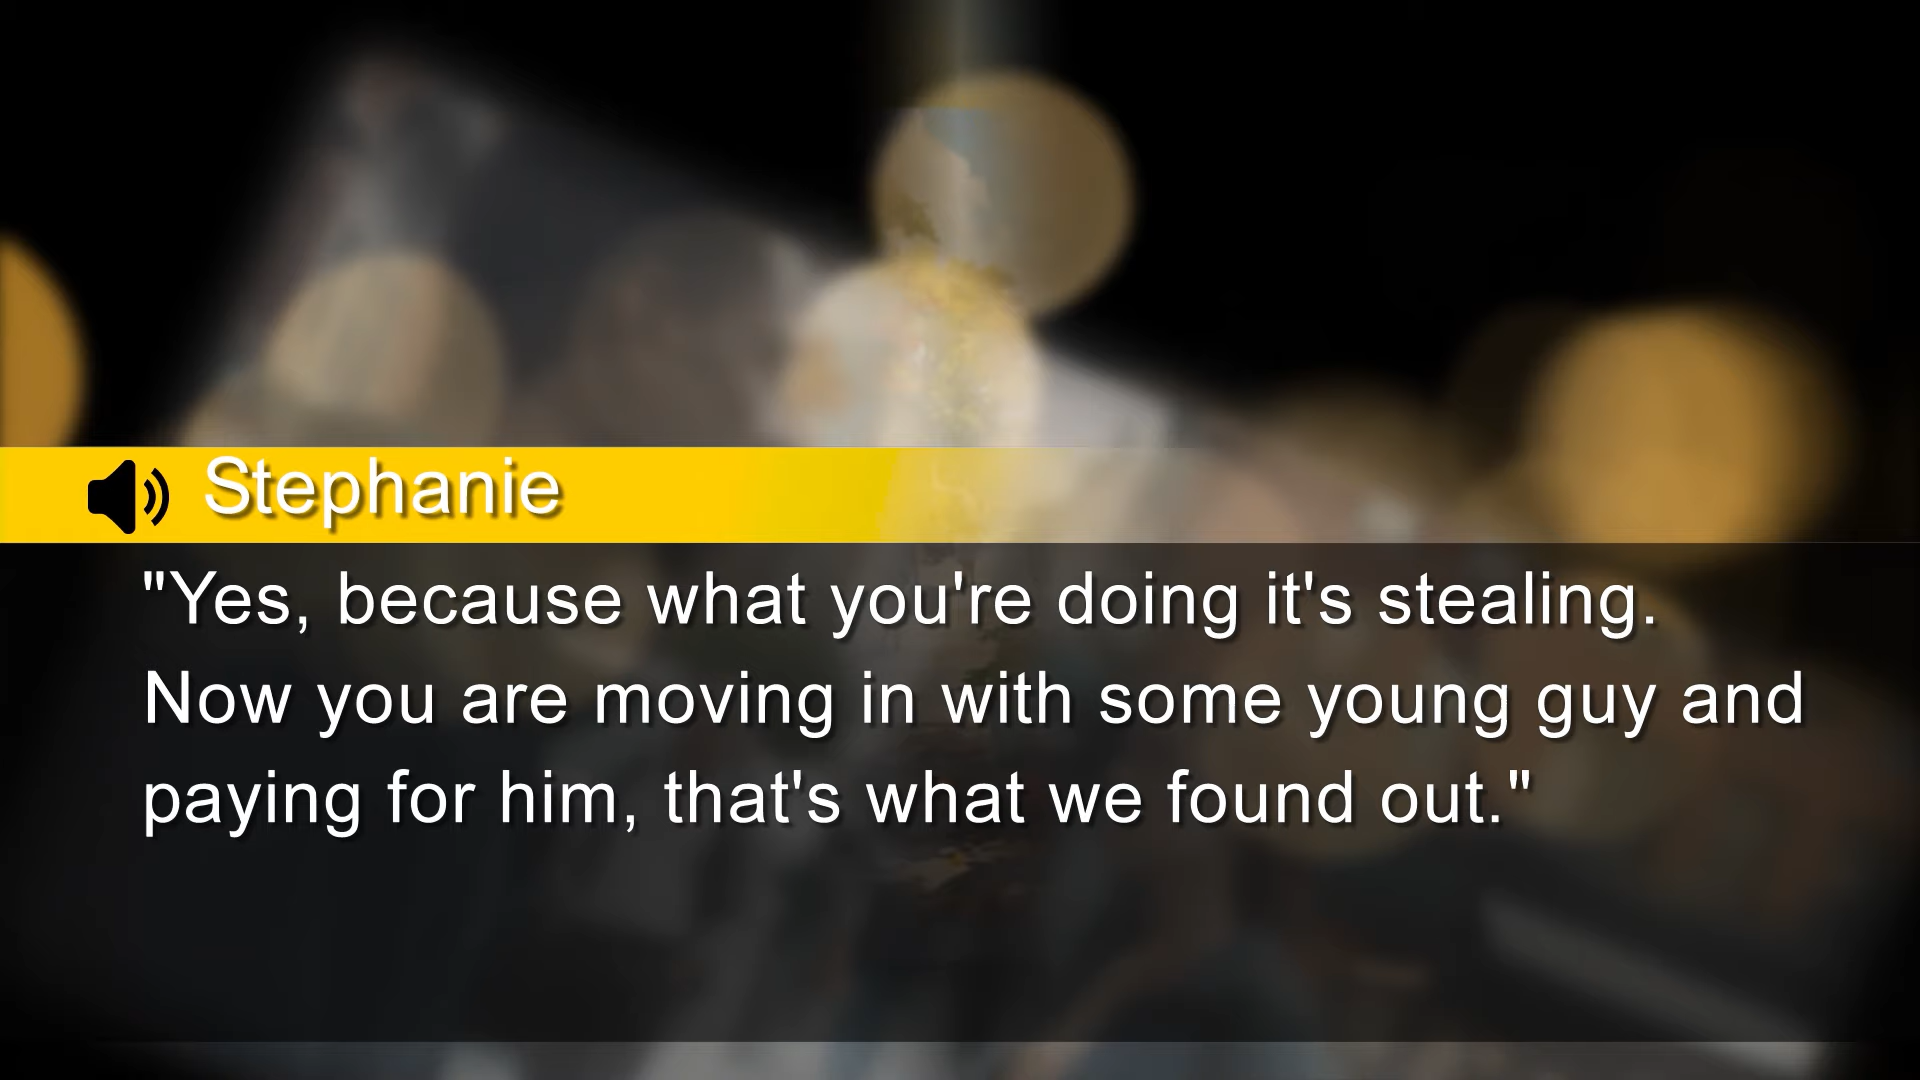 Stephanie
"Yes, because what you're doing it's stealing.
Now you are moving in with some young guy and
paying for him, that's what we found out."